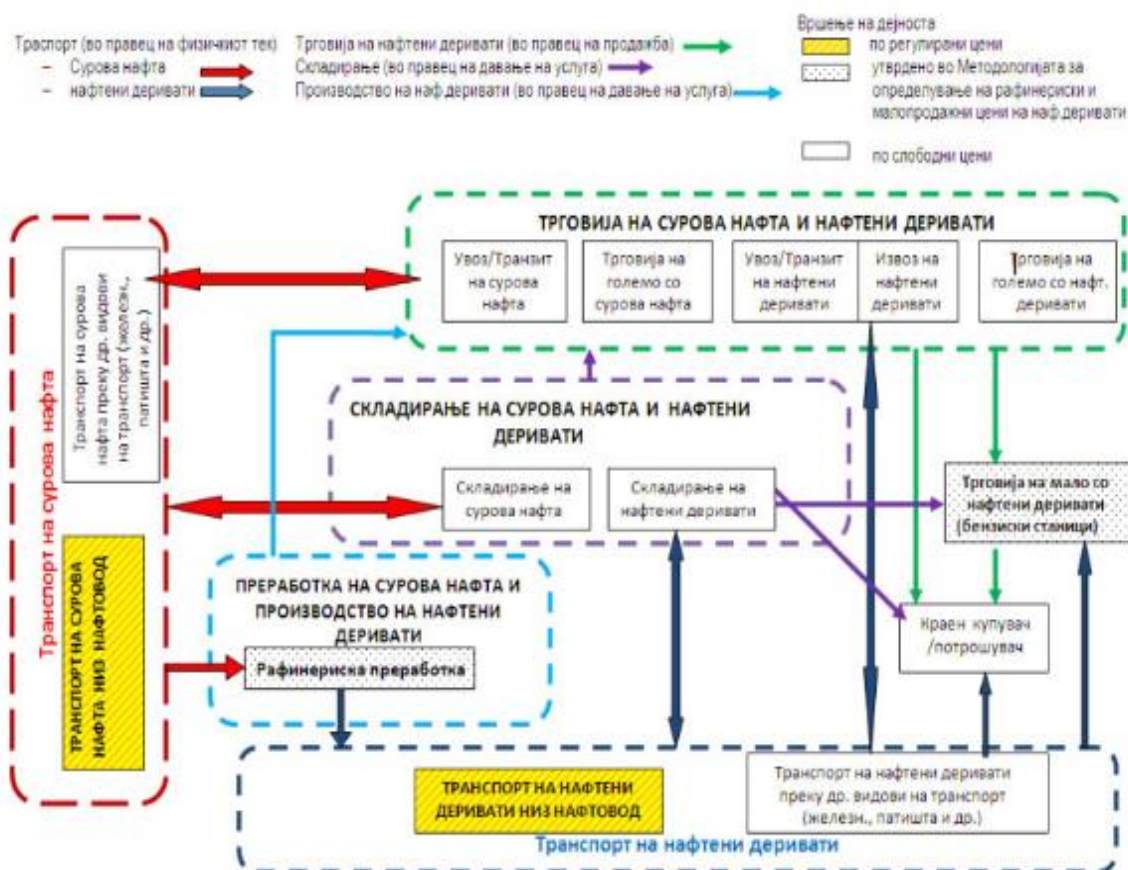 Траспорт (во правец на физичкиот тек)
– Сурова нафта
– нафтени деривати
Трговија на нафтени деривати (во правец на продажба)
Складирање (во правец на давање на услуга)
Производство на наф.деривати (во правец на давање на услуга)
Вршење на дејноста
по регулирани цени
утврдено во Методологијата за
определување на рафинериски и
малопродажни цени на наф.деривати
по слободни цени
ТРГОВИЈА НА СУРОВА НАФТА И НАФТЕНИ ДЕРИВАТИ
Увоз/Транзит
на сурова
нафта
Трговија на
големо со
сурова нафта
Увоз/Транзит
на нафтени
деривати
Извоз на
нафтени
деривати
Трговија на
големо со нафт.
деривати
Транспорт на сурова нафта
Транспорт на сурова
нафта преку др. видови
на транспорт (железн.,
патишта и др.)
ТРАНСПОРТ НА СУРОВА
НАФТА НИЗ НАФТОВОД
СКЛАДИРАЊЕ НА СУРОВА НАФТА И НАФТЕНИ
ДЕРИВАТИ
Складирање на
сурова нафта
Складирање на
нафтени деривати
Трговија на мало со
нафтени деривати
(бензиски станици)
ПРЕРАБОТКА НА СУРОВА НАФТА И
ПРОИЗВОДСТВО НА НАФТЕНИ
ДЕРИВАТИ
Рафинериска преработка
Краен купувач
/потрошувач
ТРАНСПОРТ НА НАФТЕНИ
ДЕРИВАТИ НИЗ НАФТОВОД
Транспорт на нафтени деривати
преку др. видови на транспорт
(железн., патишта и др.)
Транспорт на нафтени деривати